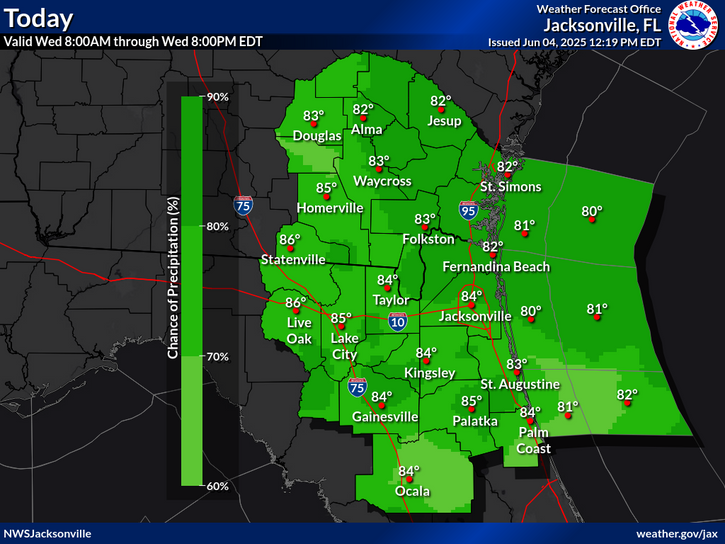 Today
Valid Wed 8:00AM through Wed 8:00PM EDT
Weather Forecast Office
Jacksonville, FL
Issued Jun 04, 2025 12:19 PM EDT
NATIONAL WEATHER SERVICE
Chance of Precipitation (%)
90%
80%
70%
60%
83°
Douglas
82°
Alma
82°
Jesup
83°
Waycross
82°
St. Simons
85°
Homerville
75
95
83°
Folkston
81°
80°
86°
Statenville
82°
Fernandina Beach
84°
Taylor
86°
Live
Oak
85°
Lake
City
10
84°
Jacksonville
80°
81°
84°
Kingsley
83°
St. Augustine
75
84°
Gainesville
85°
Palatka
84°
Palm
Coast
81°
82°
84°
Ocala
NWSJacksonville
weather.gov/jax